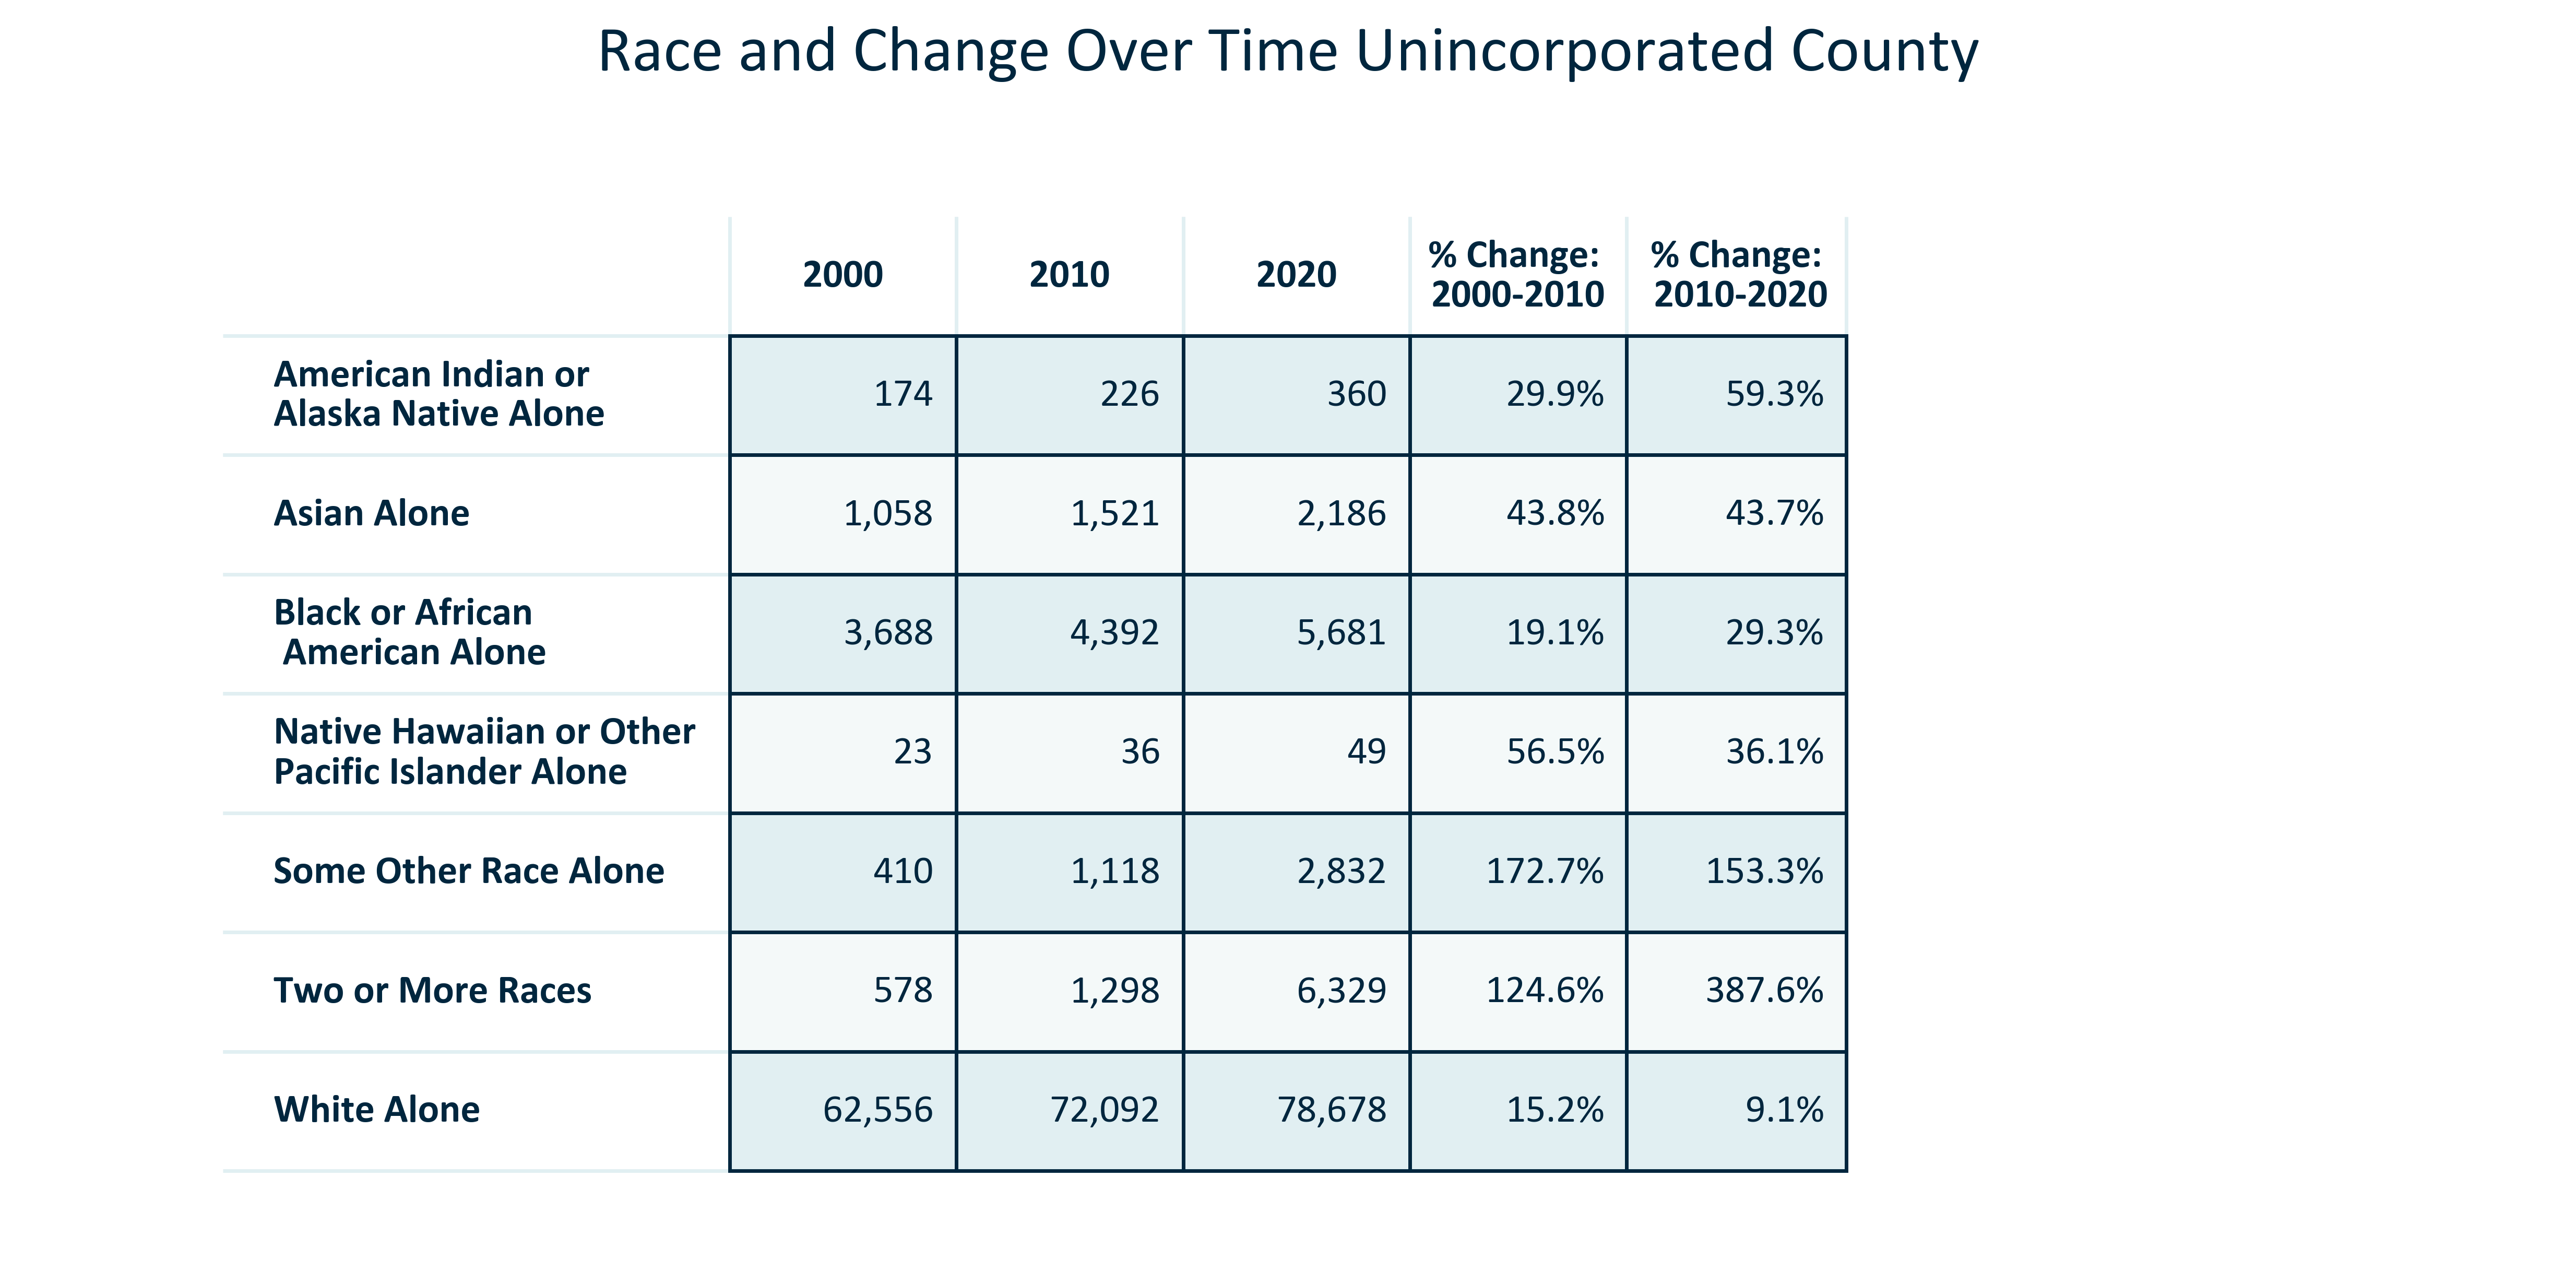 Race and Change Over Time Unincorporated County
2000 2010 2020 % Change: 2000-2010 % Change: 2010-2020
American Indian or
Alaska Native Alone 174 226 360 29.9% 59.3%
Asian Alone 1,058 1,521 2,186 43.8% 43.7%
Black or African
American Alone 3,688 4,392 5,681 19.1% 29.3%
Native Hawaiian or Other
Pacific Islander Alone 23 36 49 56.5% 36.1%
Some Other Race Alone 410 1,118 2,832 172.7% 153.3%
Two or More Races 578 1,298 6,329 124.6% 387.6%
White Alone 62,556 72,092 78,678 15.2% 9.1%